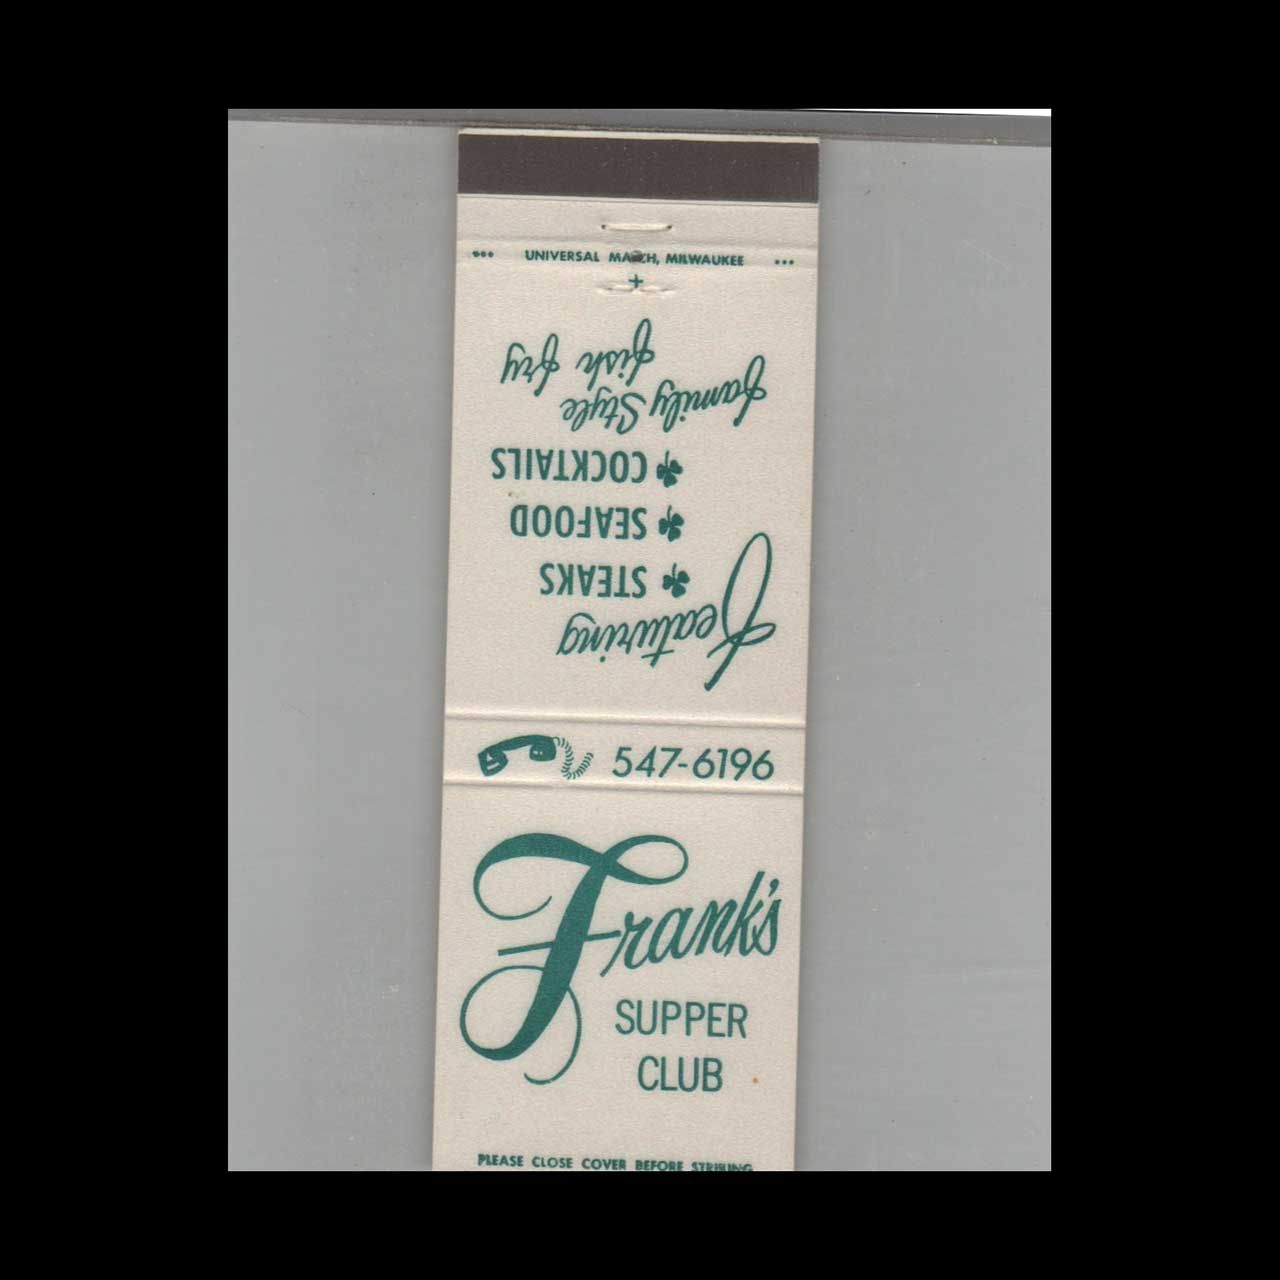 ••• UNIVERSAL MATCH, MILWAUKEE •••
+
Featuring
STEAKS
SEAFOOD
COCKTAILS
Family Style
Fish Fry
547-6196
Frank's
SUPPER
CLUB
PLEASE CLOSE COVER BEFORE STRIKING